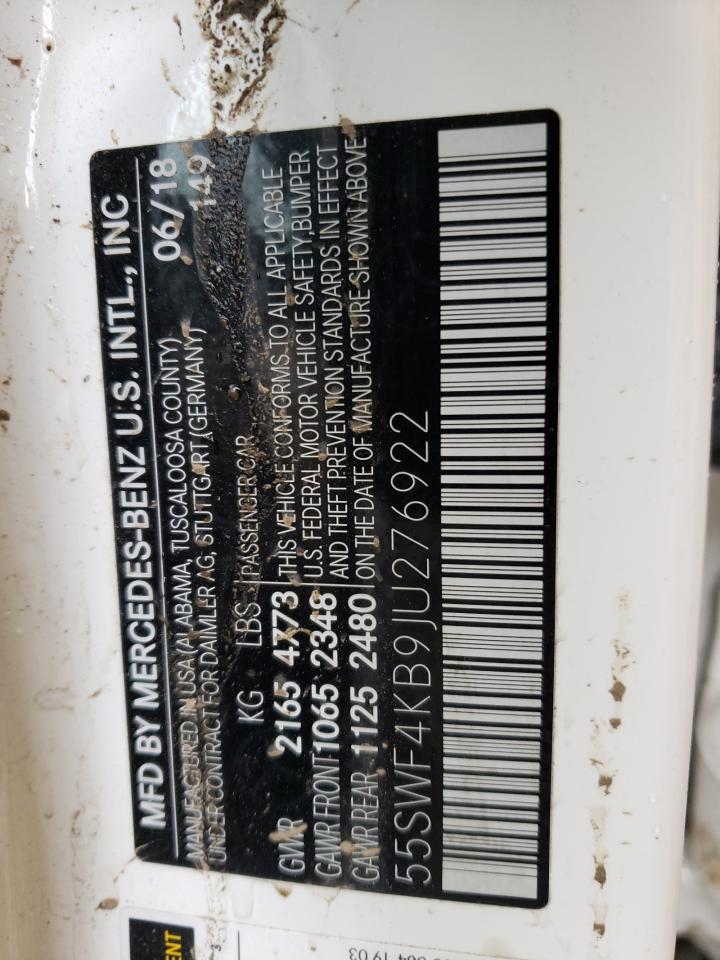 MFD BY MERCEDES-BENZ U.S. INTL., INC
MANUFACTURED IN USA (ALABAMA, TUSCALOOSA COUNTY) 06/18
UNDER CONTRACT FOR DAIMLER AG, STUTTGART (GERMANY) 149
KG LBS PASSENGER CAR
GVWR 2165 4773 THIS VEHICLE CONFORMS TO ALL APPLICABLE
GAWR FRONT 1065 2348 U.S. FEDERAL MOTOR VEHICLE SAFETY, BUMPER
GAWR REAR 1125 2480 AND THEFT PREVENTION STANDARDS IN EFFECT
ON THE DATE OF MANUFACTURE SHOWN ABOVE
55SWF4KB9JU276922